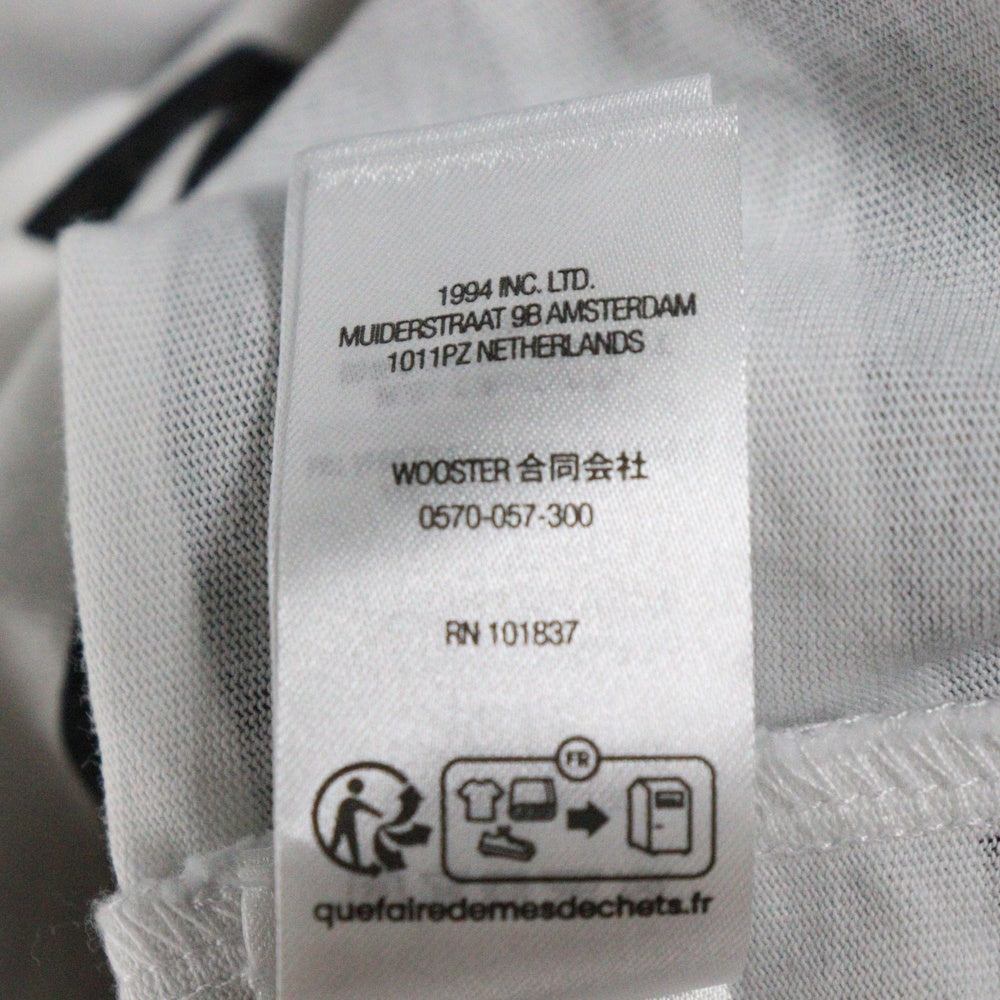 1994 INC. LTD.
MUIDERSTRAAT 9B AMSTERDAM
1011PZ NETHERLANDS
WOOSTER 合同会社
0570-057-300
RN 101837
FR
quefairedemesdechets.fr